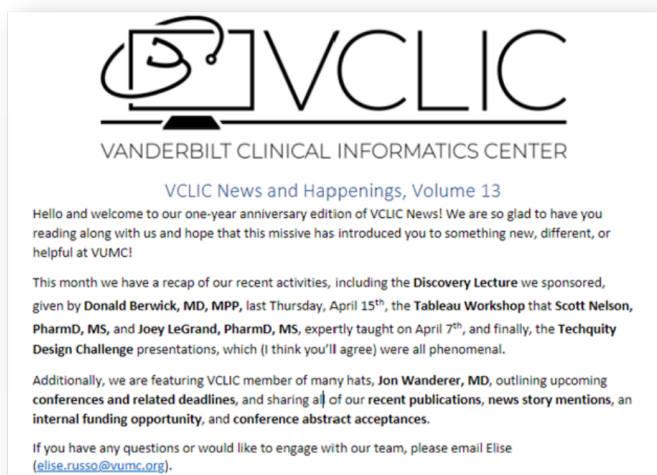 VCLIC
VANDERBILT CLINICAL INFORMATICS CENTER
VCLIC News and Happenings, Volume 13
Hello and welcome to our one-year anniversary edition of VCLIC News! We are so glad to have you
reading along with us and hope that this missive has introduced you to something new, different, or
helpful at VUMC!
This month we have a recap of our recent activities, including the Discovery Lecture we sponsored,
given by Donald Berwick, MD, MPP, last Thursday, April 15th, the Tableau Workshop that Scott Nelson,
PharmD, MS, and Joey LeGrand, PharmD, MS, expertly taught on April 7th, and finally, the Techquity
Design Challenge presentations, which (I think you'll agree) were all phenomenal.
Additionally, we are featuring VCLIC member of many hats, Jon Wanderer, MD, outlining upcoming
conferences and related deadlines, and sharing all of our recent publications, news story mentions, an
internal funding opportunity, and conference abstract acceptances.
If you have any questions or would like to engage with our team, please email Elise
(elise.russo@vumc.org).